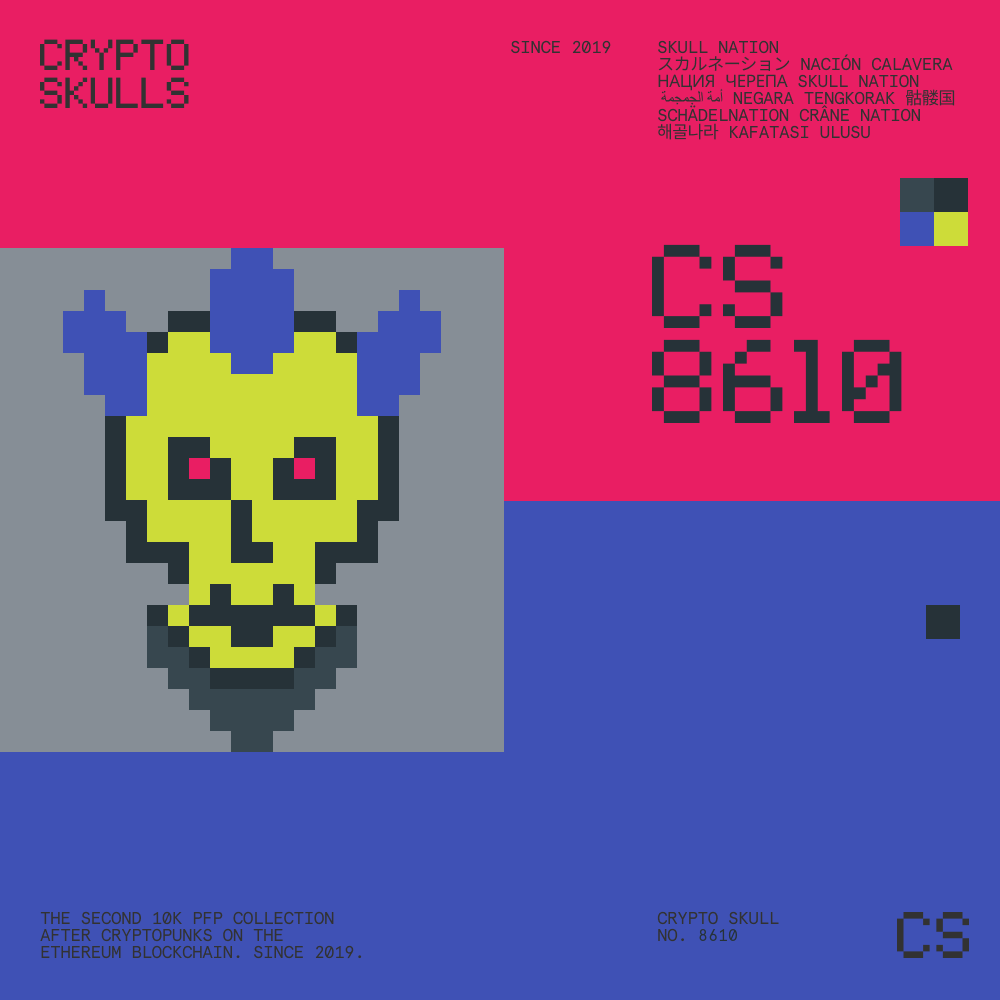 CRYPTO
SKULLS
SINCE 2019
SKULL NATION
スカルネーション NACIÓN CALAVERA
НАЦИЯ ЧЕРЕПА SKULL NATION
أمة الجمجمة NEGARA TENGKORAK 骷髅国
SCHÄDELNATION CRÂNE NATION
해골나라 KAFATASI ULUSU
CS
8610
THE SECOND 10K PFP COLLECTION
AFTER CRYPTOPUNKS ON THE
ETHEREUM BLOCKCHAIN. SINCE 2019.
CRYPTO SKULL
NO. 8610
CS